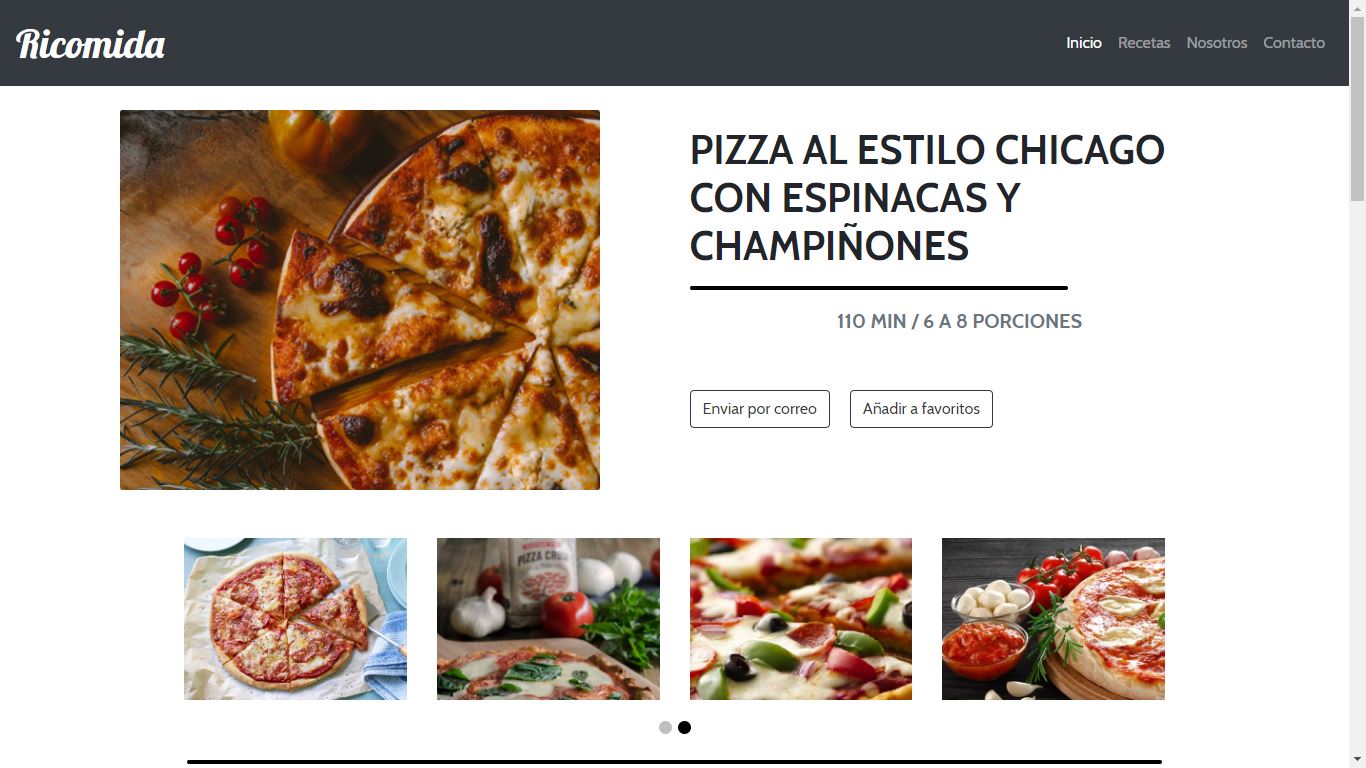 Ricomida
Inicio Recetas Nosotros Contacto
PIZZA AL ESTILO CHICAGO
CON ESPINACAS Y
CHAMPIÑONES
110 MIN / 6 A 8 PORCIONES
Enviar por correo Añadir a favoritos
PIZZA